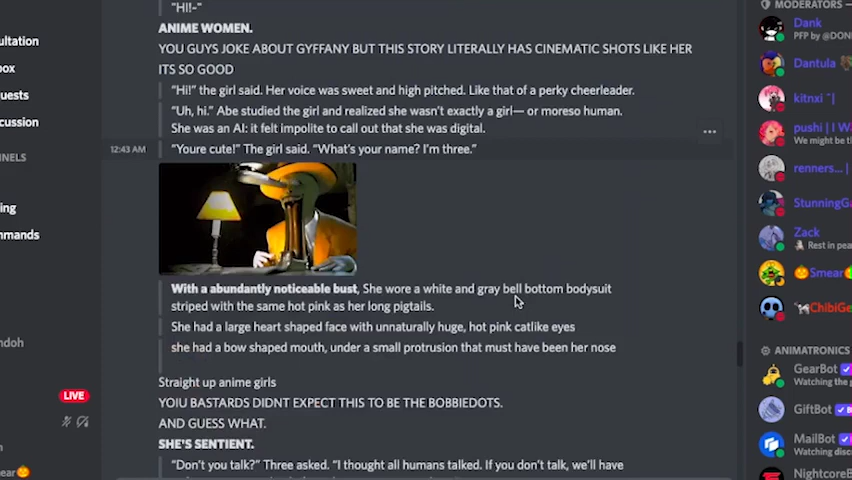 "HI!-"
ANIME WOMEN.
YOU GUYS JOKE ABOUT GYFFANY BUT THIS STORY LITERALLY HAS CINEMATIC SHOTS LIKE HER
ITS SO GOOD
"Hi!" the girl said. Her voice was sweet and high pitched. Like that of a perky cheerleader.
"Uh, hi." Abe studied the girl and realized she wasn't exactly a girl— or moreso human.
She was an AI: it felt impolite to call out that she was digital.
12:43 AM
"Youre cute!" The girl said. "What's your name? I'm three."
With a abundantly noticeable bust, She wore a white and gray bell bottom bodysuit
striped with the same hot pink as her long pigtails.
She had a large heart shaped face with unnaturally huge, hot pink catlike eyes
she had a bow shaped mouth, under a small protrusion that must have been her nose
Straight up anime girls
YOIU BASTARDS DIDNT EXPECT THIS TO BE THE BOBBIEDOTS.
AND GUESS WHAT.
SHE'S SENTIENT.
"Don't you talk?" Three asked. "I thought all humans talked. If you don't talk, we'll have
ultation
ox
uests
cussion
NELS
ing
mmands
ndoh
LIVE
near
MODERATORS —
Dank
PFP by @DONI
Dantula
kitnxi ~|
pushi | I W
We might be th
renners... |
StunningGa
Zack
Rest in pea
Smear
ChibiGe
ANIMATRONICS —
GearBot
Watching the g
GiftBot
MailBot
Watching disc
NightcoreB